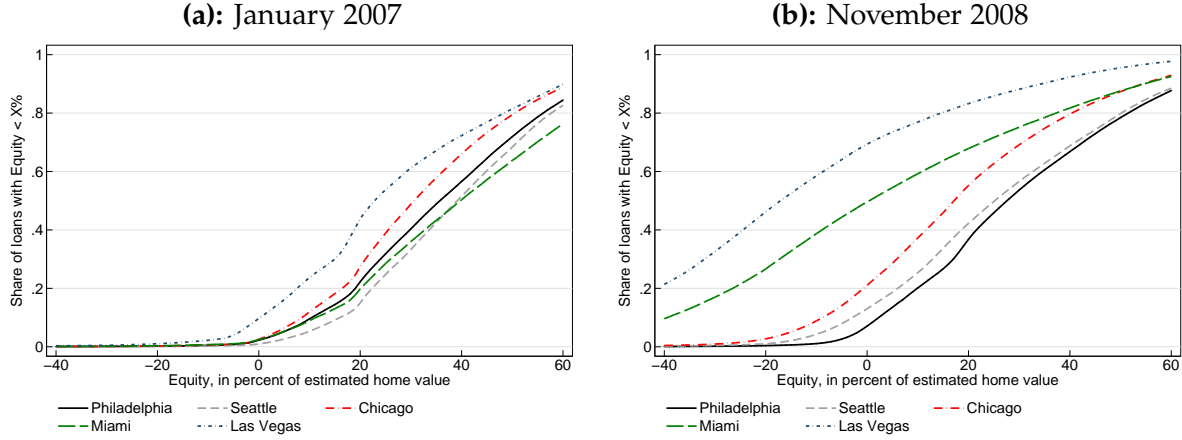 (a): January 2007
Share of loans with Equity < X%
1
.8
.6
.4
.2
0
−40 −20 0 20 40 60
Equity, in percent of estimated home value
Philadelphia Seattle Chicago
Miami Las Vegas
(b): November 2008
Share of loans with Equity < X%
1
.8
.6
.4
.2
0
−40 −20 0 20 40 60
Equity, in percent of estimated home value
Philadelphia Seattle Chicago
Miami Las Vegas